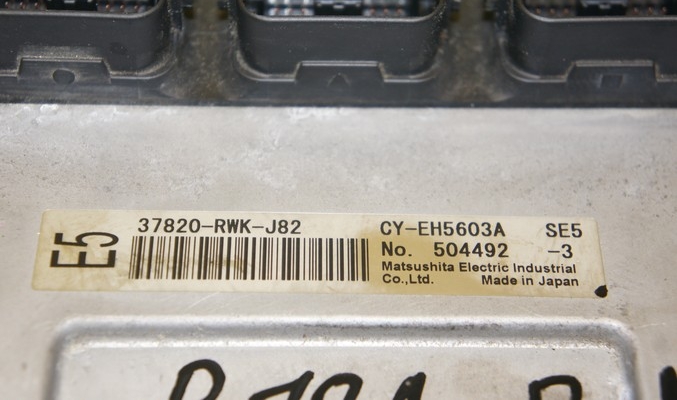 E5
37820-RWK-J82
CY-EH5603A SE5
No. 504492 -3
Matsushita Electric Industrial
Co.,Ltd. Made in Japan